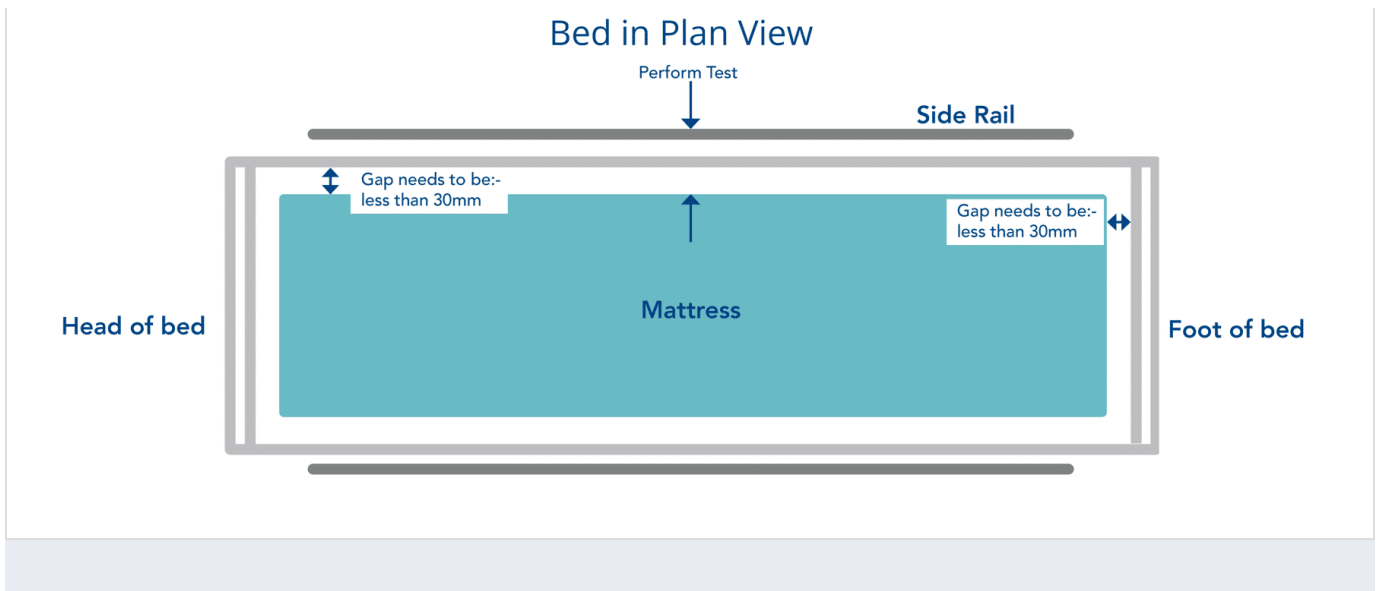 Bed in Plan View
Perform Test
Side Rail
Gap needs to be:-
less than 30mm
Gap needs to be:-
less than 30mm
Mattress
Head of bed
Foot of bed